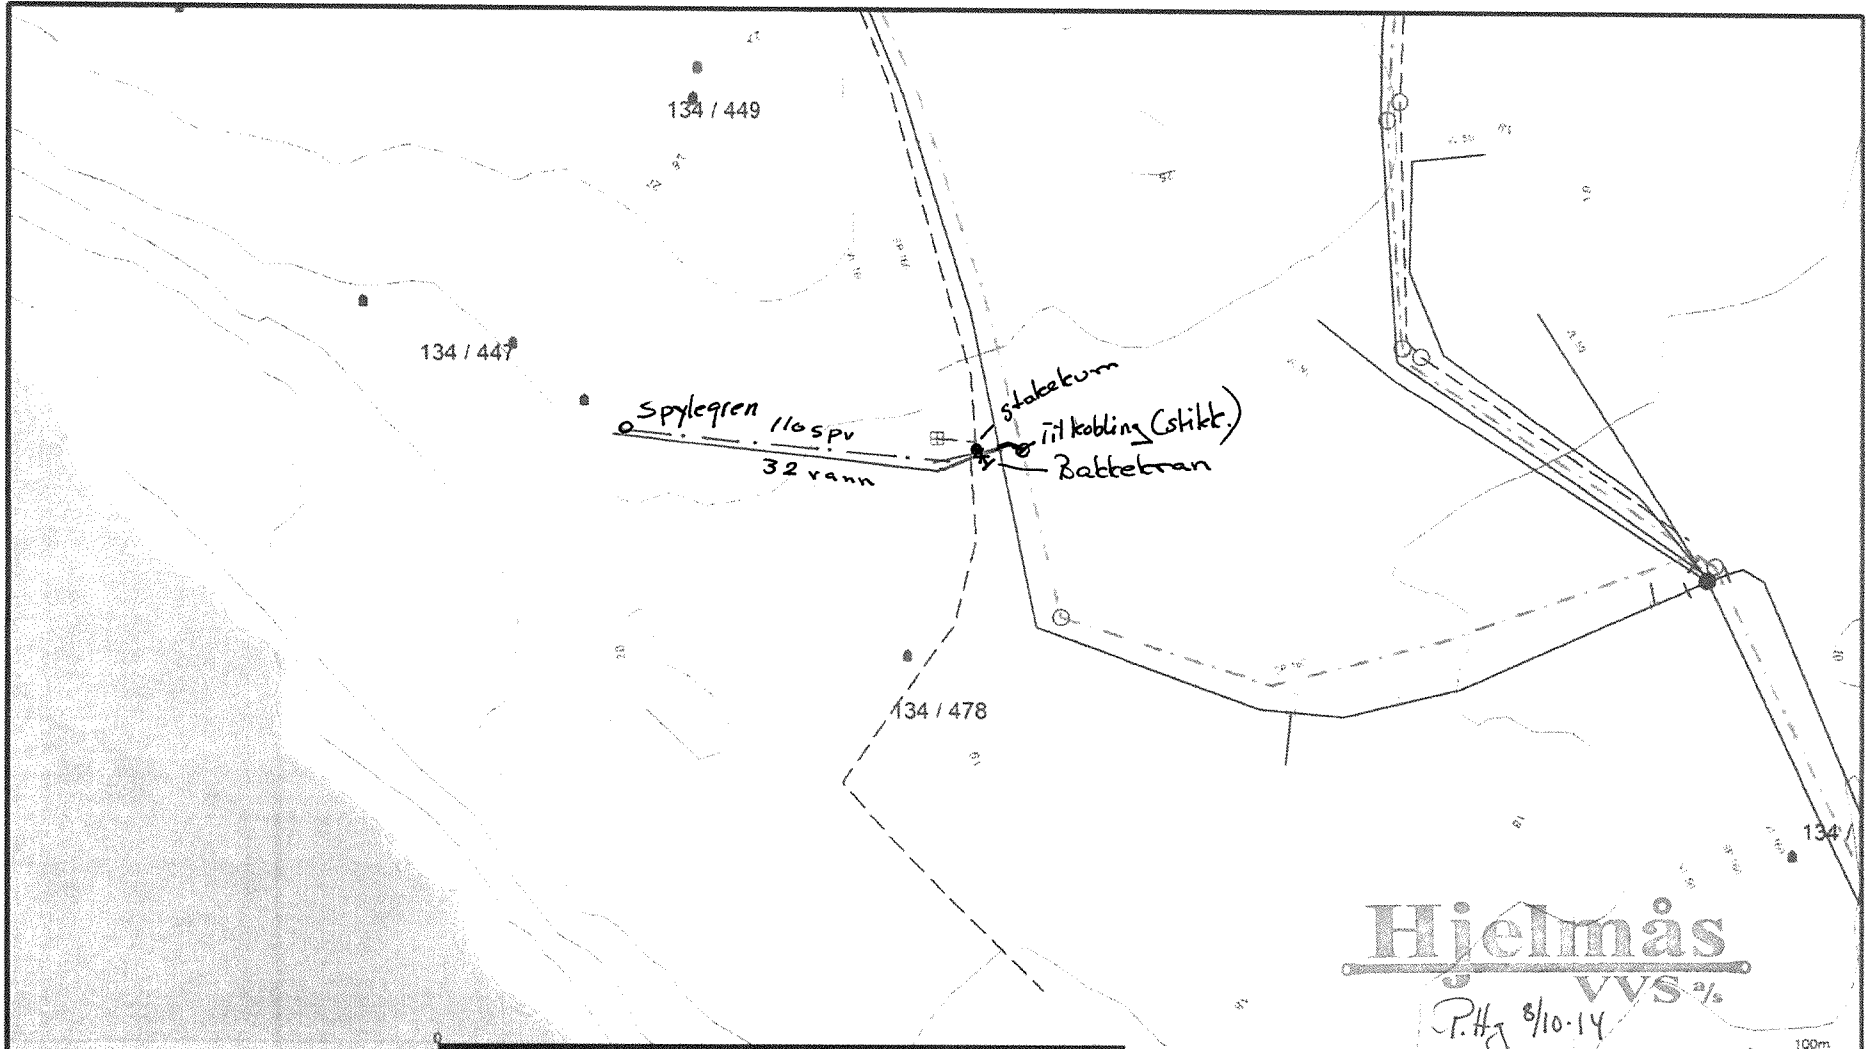 134 / 449
134 / 447
stakekum
Spylegren
110 spv
Tilkobling (stikk.)
32 vann
Bakkekran
134 / 478
134 /
Hjelmås
VVS a/s
8/10-14
0
100m